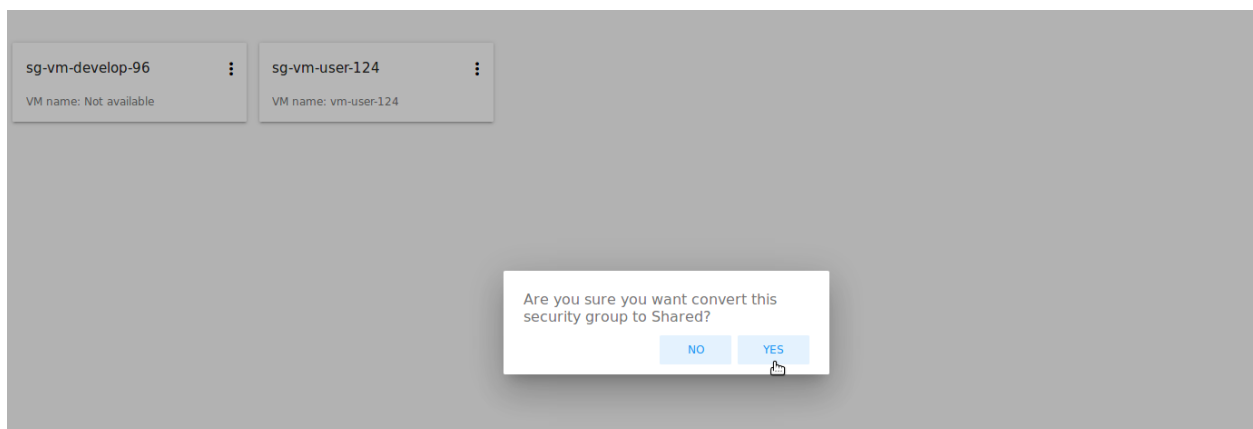 sg-vm-develop-96
VM name: Not available
sg-vm-user-124
VM name: vm-user-124
Are you sure you want convert this
security group to Shared?
NO
YES